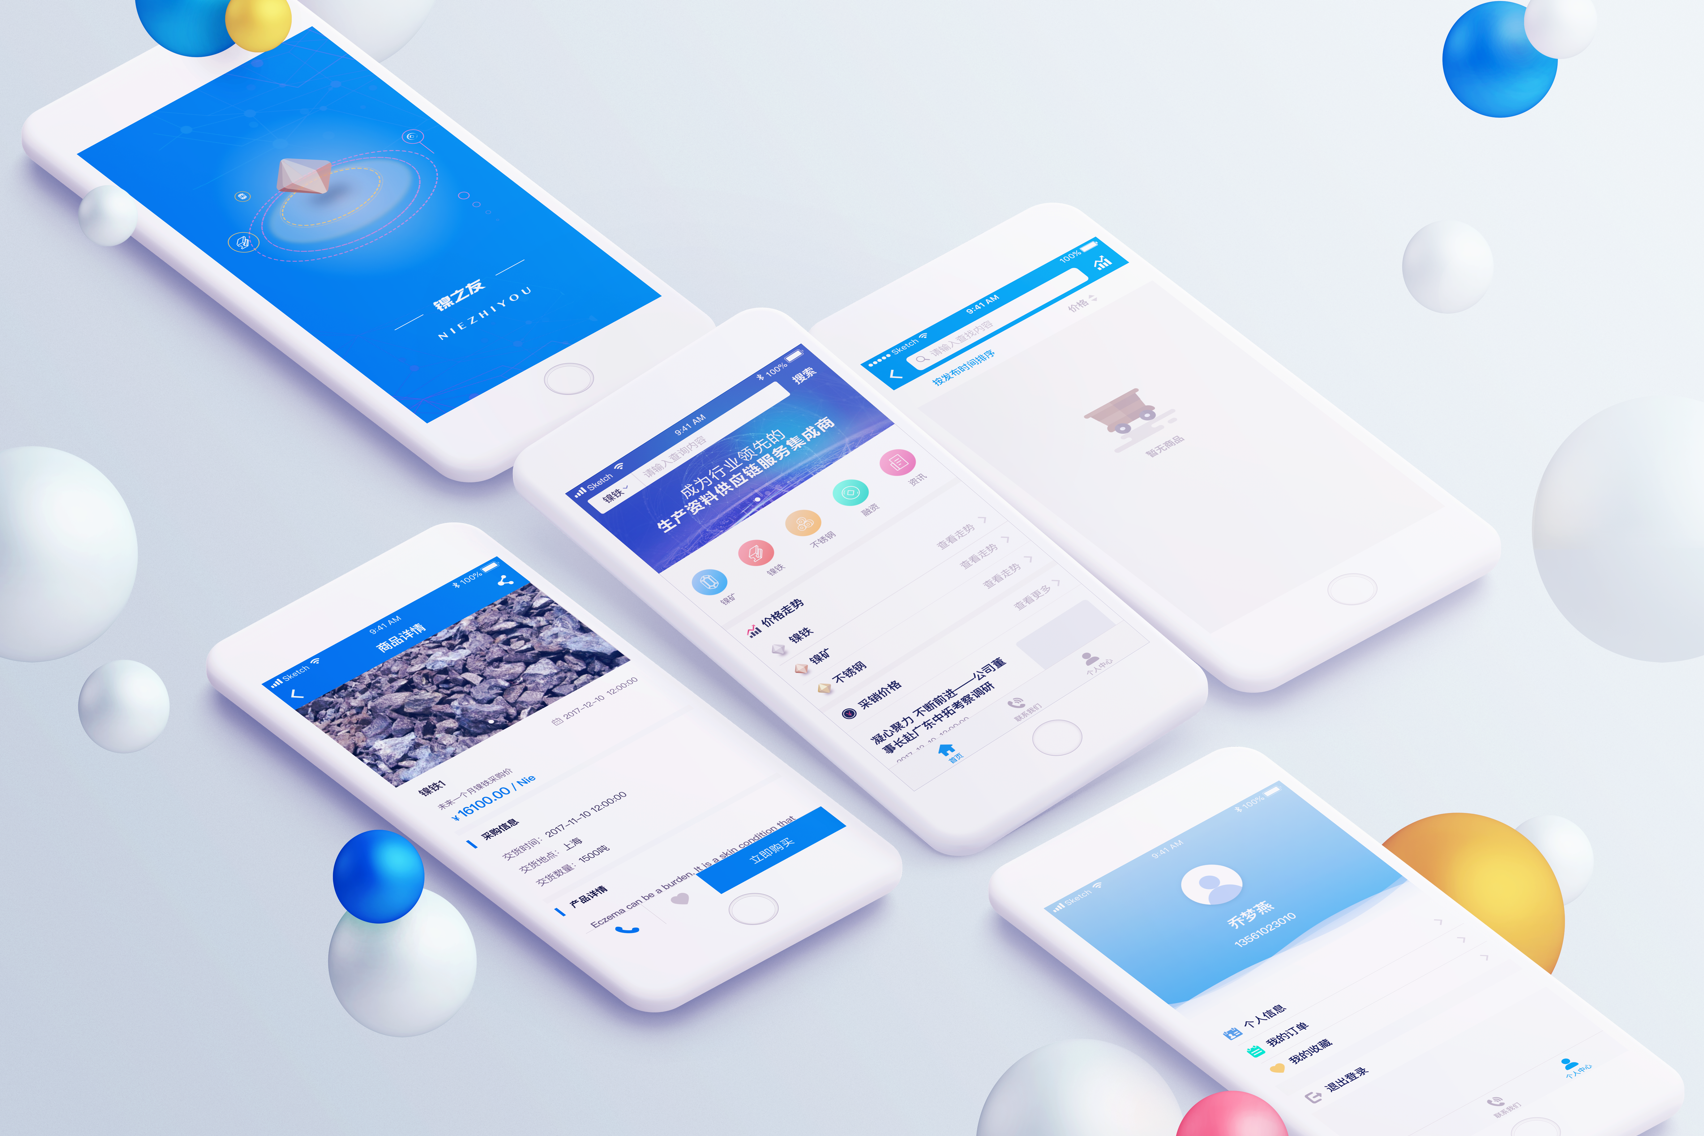 镍之友
NIEZHIYOU
Sketch
9:41 AM
100%
请输入查找内容
按发布时间排序
价格
暂无商品
Sketch
9:41 AM
100%
镍铁
请输入查询内容
搜索
成为行业领先的
生产资料供应链服务集成商
镍矿
镍铁
不锈钢
融资
资讯
价格走势
镍铁
查看走势
镍矿
查看走势
不锈钢
查看走势
采销价格
查看更多
凝心聚力 不断前进——公司董
事长赴广东中拓考察调研
首页
联系我们
个人中心
Sketch
9:41 AM
100%
商品详情
镍铁1
2017-12-10 12:00:00
未来一个月镍铁采购价
¥16100.00 / Nie
采购信息
交货时间: 2017-11-10 12:00:00
交货地点: 上海
交货数量: 1500吨
产品详情
Eczema can be a burden. It is a skin condition that
立即购买
Sketch
9:41 AM
100%
乔梦燕
13561023010
个人信息
我的订单
我的收藏
退出登录
联系我们
个人中心